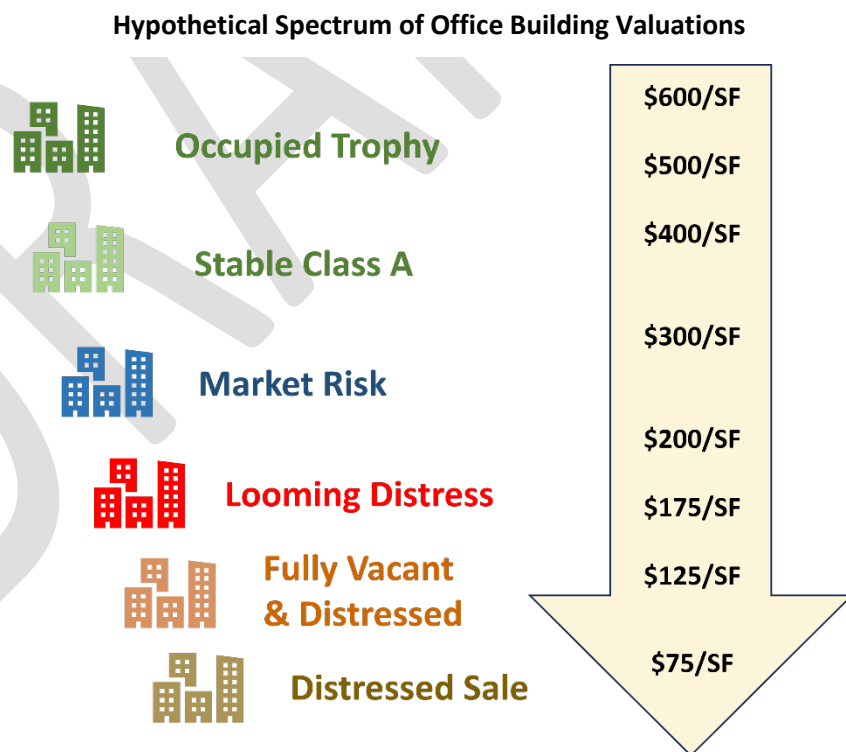 Hypothetical Spectrum of Office Building Valuations
DRAF
$600/SF
Occupied Trophy
$500/SF
$400/SF
Stable Class A
$300/SF
Market Risk
$200/SF
Looming Distress
$175/SF
Fully Vacant
& Distressed
$125/SF
$75/SF
Distressed Sale